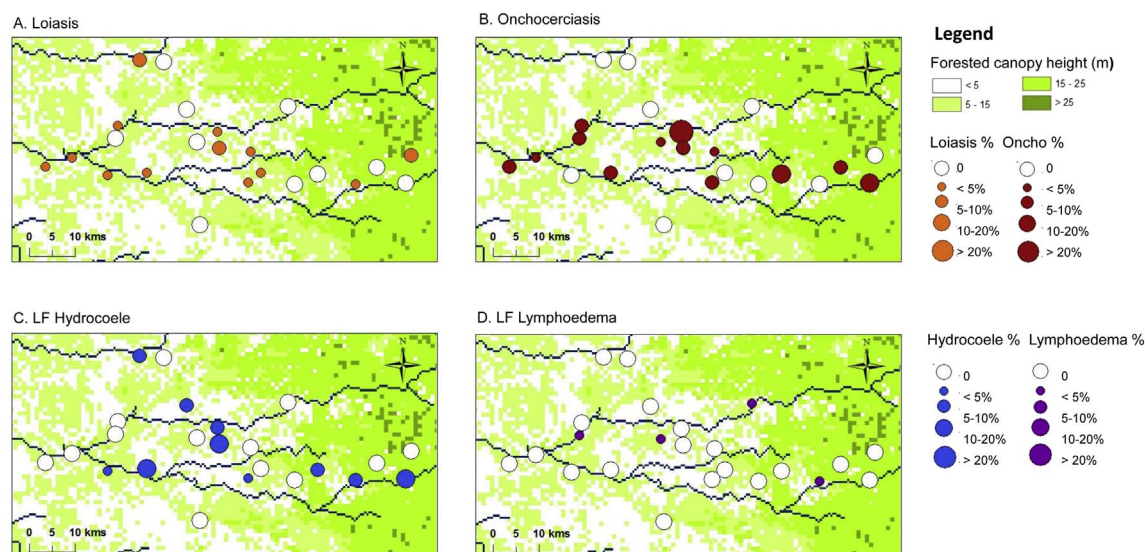 A. Loiasis
B. Onchocerciasis
Legend
Forested canopy height (m)
< 5
15 - 25
5 - 15
> 25
Loiasis %
Oncho %
0
0
< 5%
< 5%
5-10%
5-10%
10-20%
10-20%
> 20%
> 20%
N
N
0 5 10 kms
0 5 10 kms
C. LF Hydrocoele
D. LF Lymphoedema
Hydrocoele %
Lymphoedema %
0
0
< 5%
< 5%
5-10%
5-10%
10-20%
10-20%
> 20%
> 20%
N
N
0 5 10 kms
0 5 10 kms